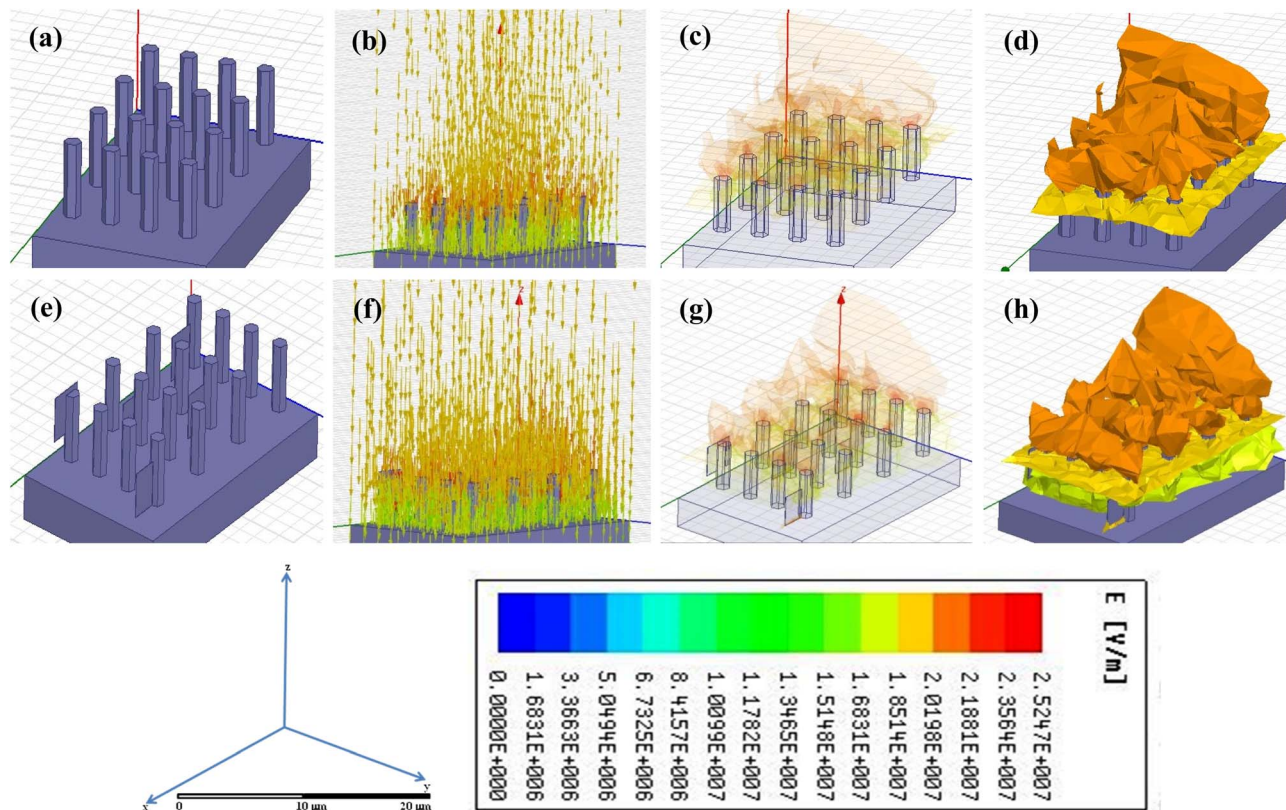 (a)
(b)
(c)
(d)
(e)
(f)
z
(g)
z
(h)
z
x
y
0
10 µm
20 µm
E [V/m]
0.0000E+000
1.6831E+006
3.3663E+006
5.0494E+006
6.7325E+006
8.4157E+006
1.0099E+007
1.1782E+007
1.3465E+007
1.5148E+007
1.6831E+007
1.8514E+007
2.0198E+007
2.1881E+007
2.3564E+007
2.5247E+007